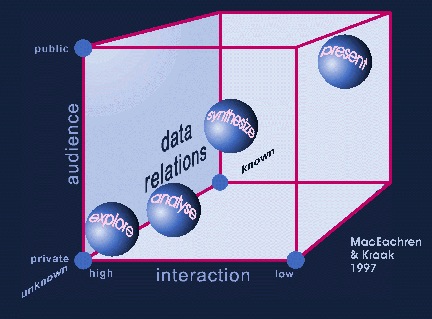 public
present
audience
synthesize
data
relations
known
analyse
explore
private
unknown
high
interaction
low
MacEachren
& Kraak
1997